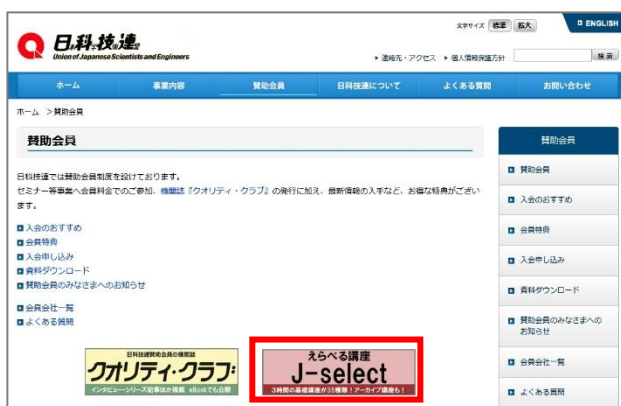 文字サイズ 標準 拡大 ENGLISH
日科技連
Union of Japanese Scientists and Engineers
連絡先・アクセス 個人情報保護方針 検索
ホーム 事業内容 賛助会員 日科技連について よくある質問 お問い合わせ
ホーム ＞賛助会員
賛助会員
日科技連では賛助会員制度を設けております。
セミナー等事業へ会員料金でのご参加、機関誌『クオリティ・クラブ』の発行に加え、最新情報の入手など、お得な特典がござい
ます。
入会のおすすめ
会員特典
入会申し込み
資料ダウンロード
賛助会員のみなさまへのお知らせ
会員会社一覧
よくある質問
日科技連賛助会員の機関誌
クオリティ・クラブ
インタビュー・シリーズ記事ほか掲載 eBookでも公開
えらべる講座
J-select
3時間の基礎講座が35種類！アーカイブ講座も！
賛助会員
賛助会員
入会のおすすめ
会員特典
入会申し込み
資料ダウンロード
賛助会員のみなさまへの
お知らせ
会員会社一覧
よくある質問